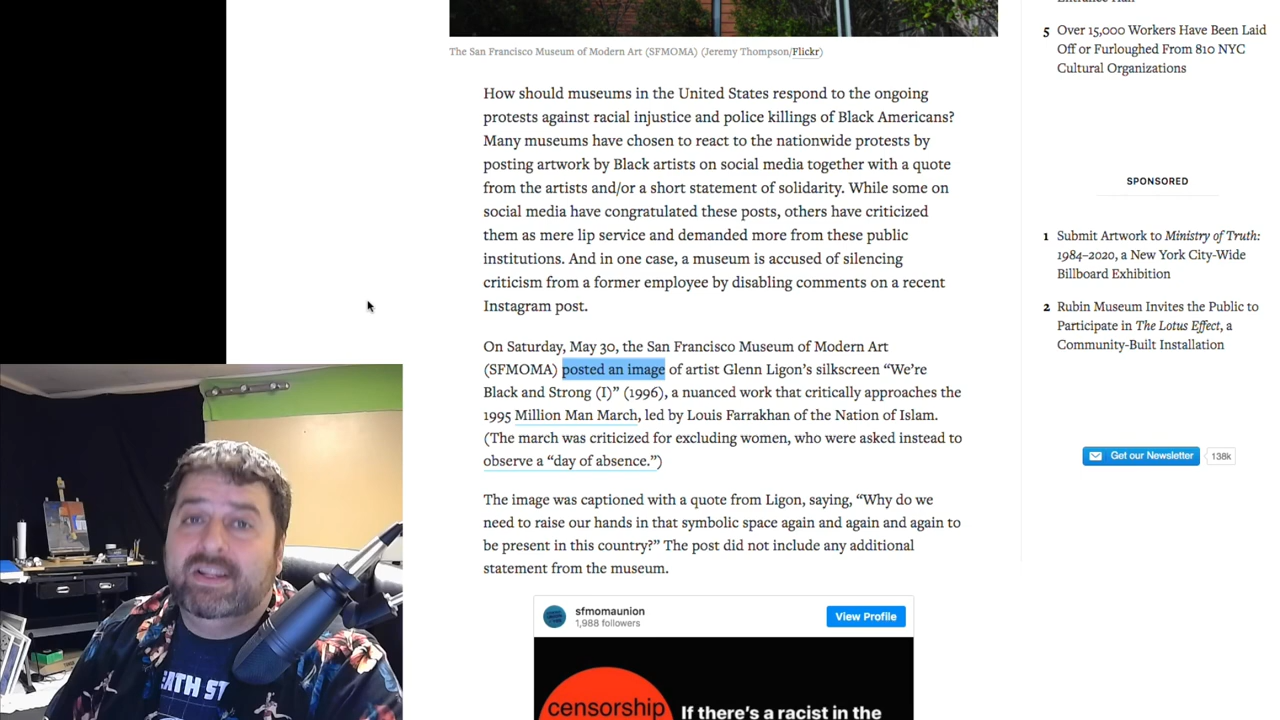 The San Francisco Museum of Modern Art (SFMOMA) (Jeremy Thompson/Flickr)
How should museums in the United States respond to the ongoing
protests against racial injustice and police killings of Black Americans?
Many museums have chosen to react to the nationwide protests by
posting artwork by Black artists on social media together with a quote
from the artists and/or a short statement of solidarity. While some on
social media have congratulated these posts, others have criticized
them as mere lip service and demanded more from these public
institutions. And in one case, a museum is accused of silencing
criticism from a former employee by disabling comments on a recent
Instagram post.
On Saturday, May 30, the San Francisco Museum of Modern Art
(SFMOMA) posted an image of artist Glenn Ligon’s silkscreen “We’re
Black and Strong (I)” (1996), a nuanced work that critically approaches the
1995 Million Man March, led by Louis Farrakhan of the Nation of Islam.
(The march was criticized for excluding women, who were asked instead to
observe a “day of absence.”)
The image was captioned with a quote from Ligon, saying, “Why do we
need to raise our hands in that symbolic space again and again and again to
be present in this country?” The post did not include any additional
statement from the museum.
sfmomaunion
1,988 followers
View Profile
censorship
If there's a racist in the
5 Over 15,000 Workers Have Been Laid
Off or Furloughed From 810 NYC
Cultural Organizations
SPONSORED
1 Submit Artwork to Ministry of Truth:
1984–2020, a New York City-Wide
Billboard Exhibition
2 Rubin Museum Invites the Public to
Participate in The Lotus Effect, a
Community-Built Installation
Get our Newsletter
138k